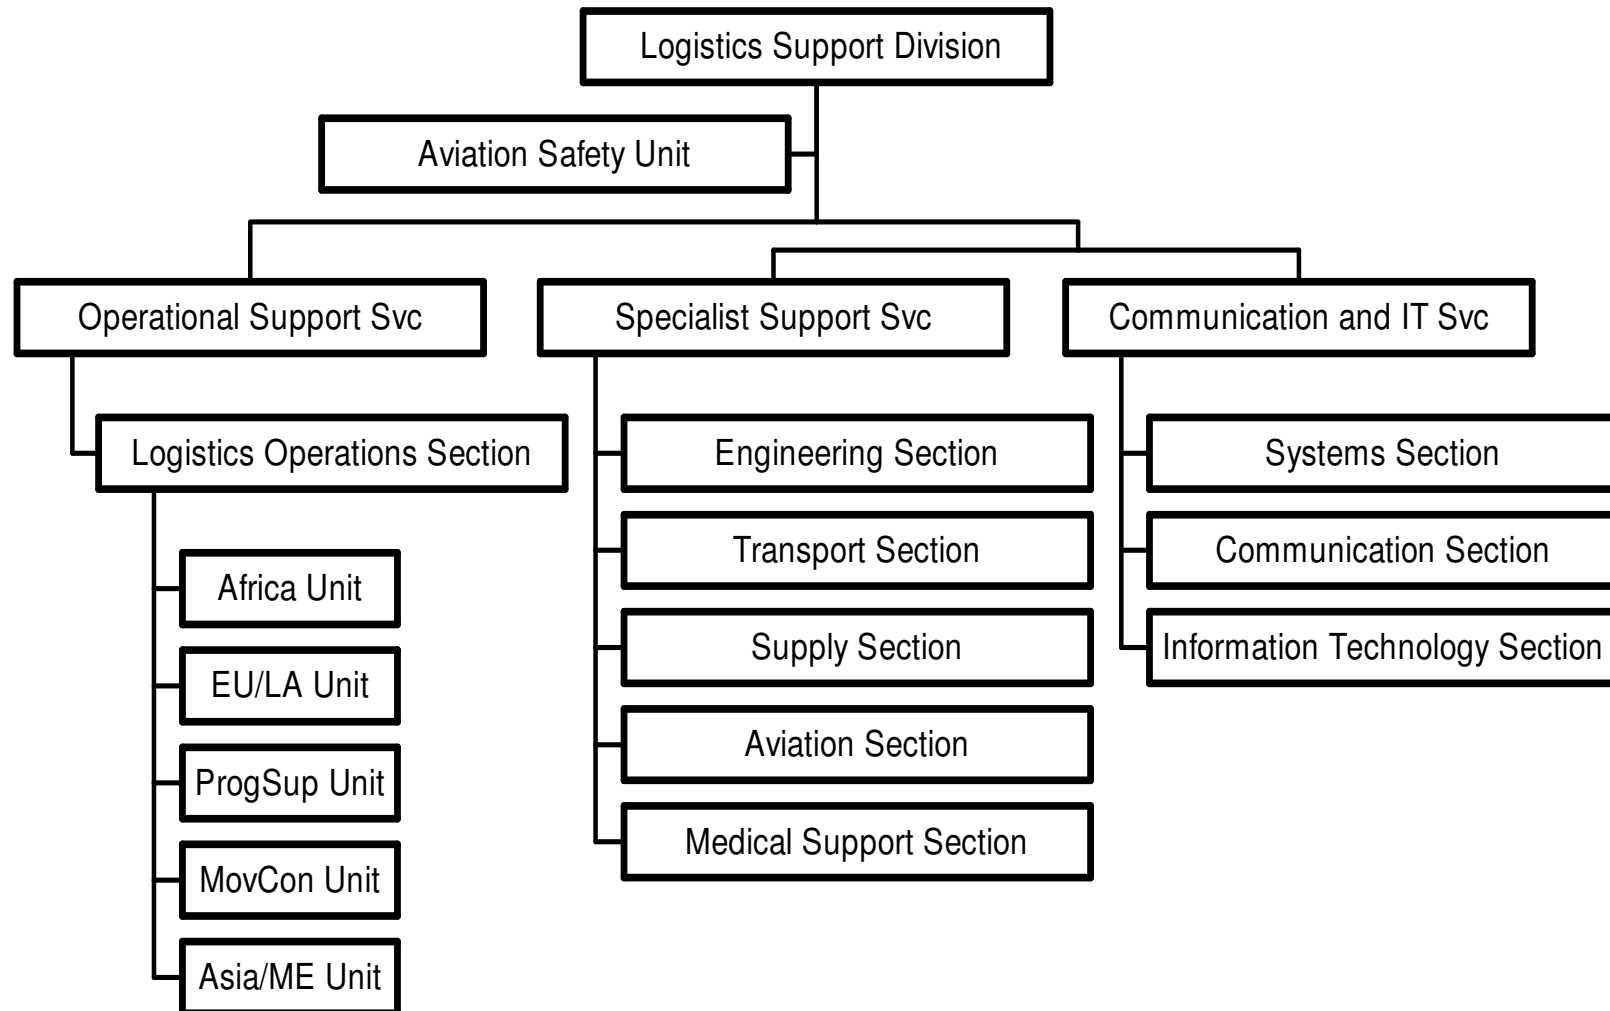 Logistics Support Division
Aviation Safety Unit
Operational Support Svc
Specialist Support Svc
Communication and IT Svc
Logistics Operations Section
Engineering Section
Systems Section
Transport Section
Communication Section
Africa Unit
Supply Section
Information Technology Section
EU/LA Unit
Aviation Section
ProgSup Unit
Medical Support Section
MovCon Unit
Asia/ME Unit